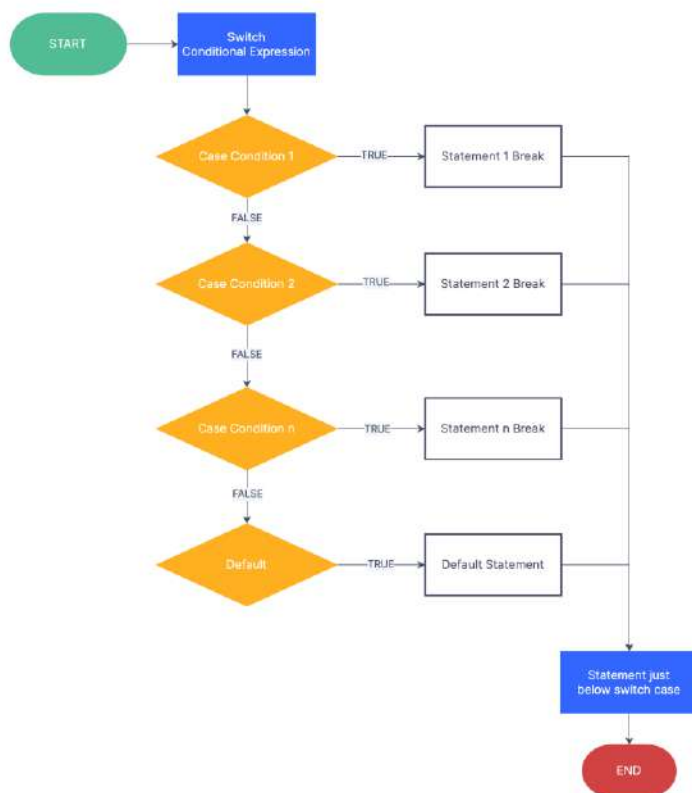 START
Switch
Conditional Expression
Case Condition 1
TRUE
Statement 1 Break
FALSE
Case Condition 2
TRUE
Statement 2 Break
FALSE
Case Condition n
TRUE
Statement n Break
FALSE
Default
TRUE
Default Statement
Statement just
below switch case
END